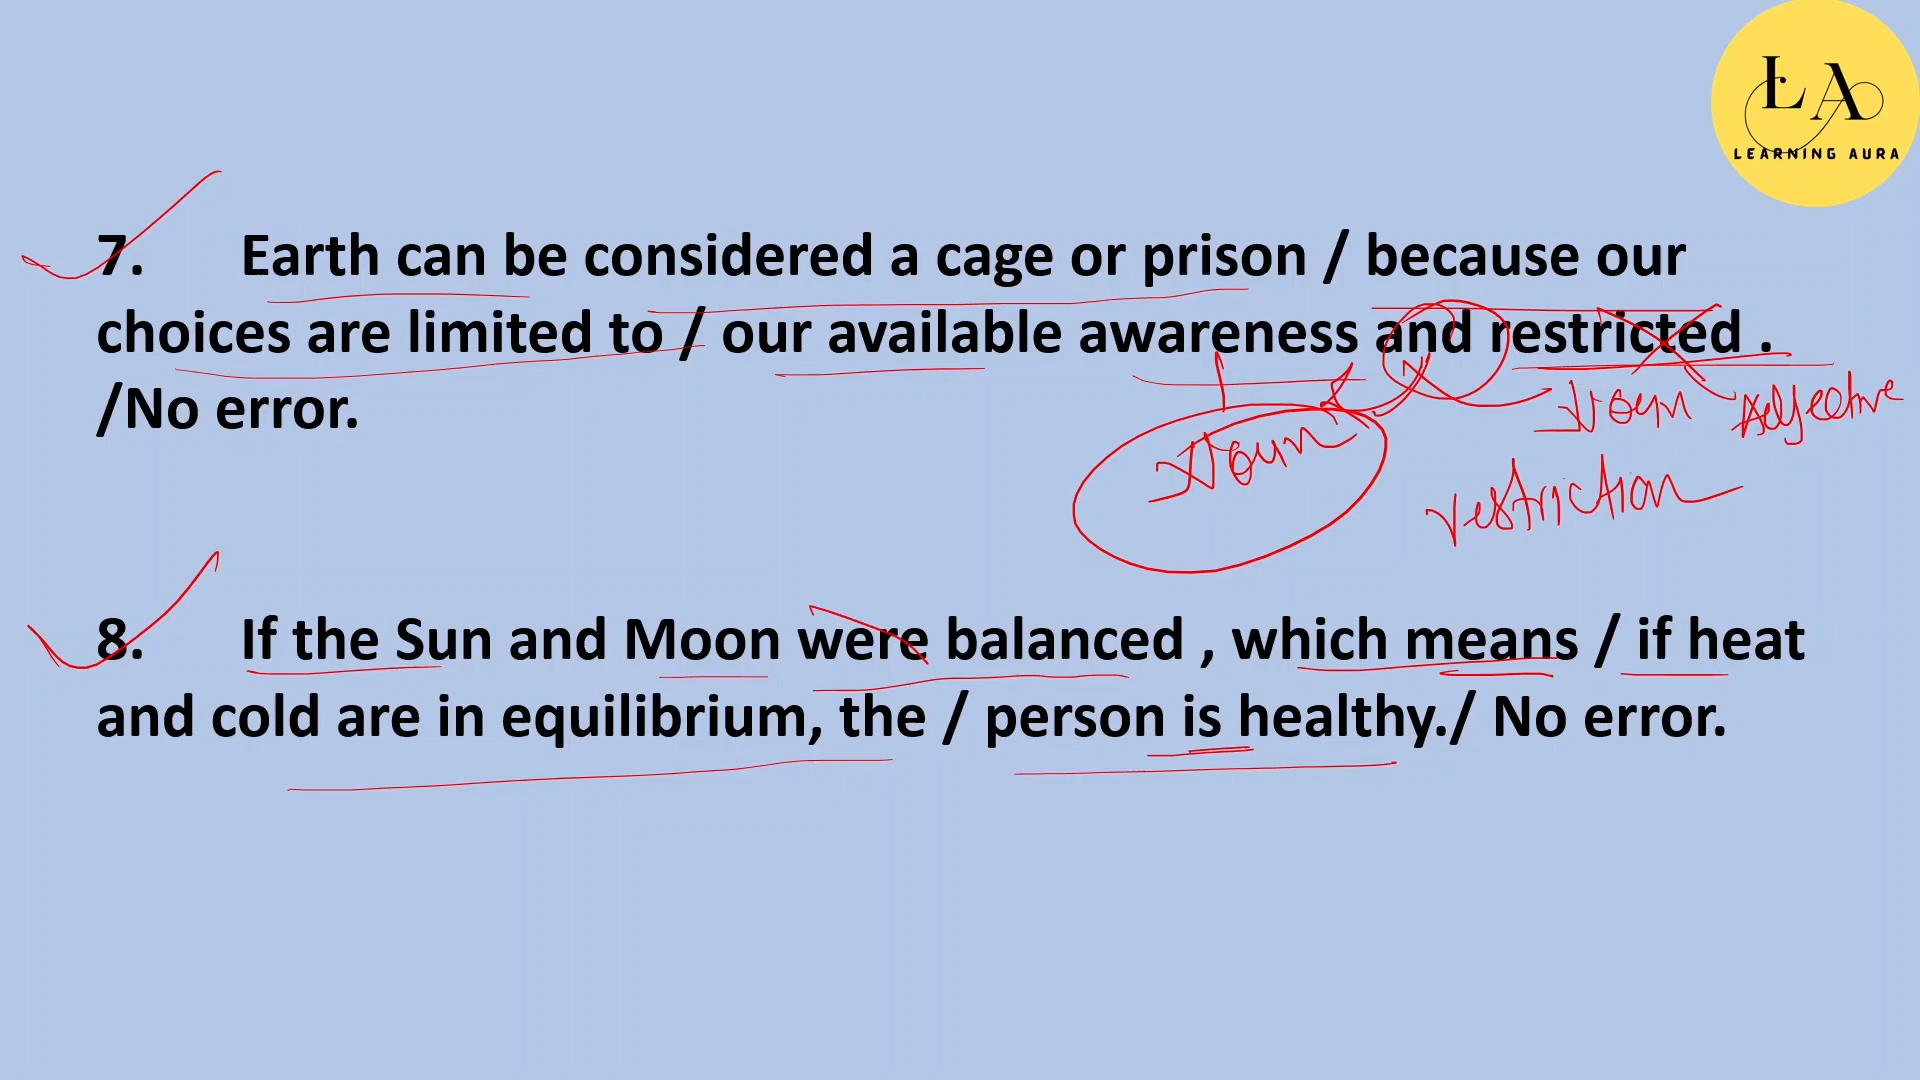 LA
LEARNING AURA
7. Earth can be considered a cage or prison / because our
choices are limited to / our available awareness and restricted .
/No error.
Noun Adjective
Noun
restriction
8. If the Sun and Moon were balanced , which means / if heat
and cold are in equilibrium, the / person is healthy./ No error.